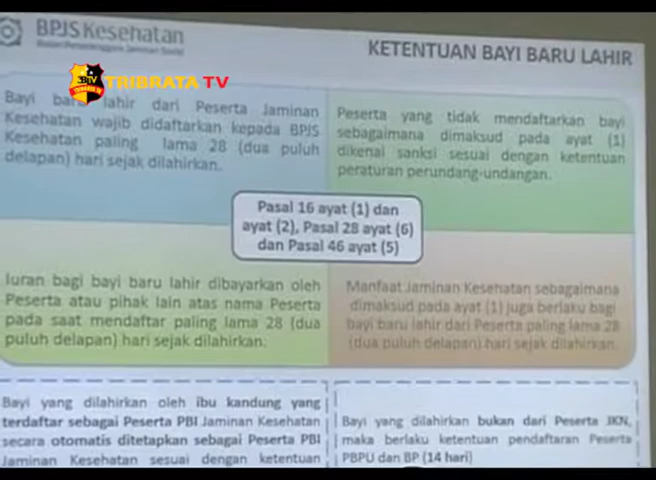 BPJS Kesehatan
Badan Penyelenggara Jaminan Sosial
KETENTUAN BAYI BARU LAHIR
TRIBRATA TV
Bayi baru lahir dari Peserta Jaminan
Kesehatan wajib didaftarkan kepada BPJS
Kesehatan paling lama 28 (dua puluh
delapan) hari sejak dilahirkan.
Peserta yang tidak mendaftarkan bayi
sebagaimana dimaksud pada ayat (1)
dikenai sanksi sesuai dengan ketentuan
peraturan perundang-undangan.
Pasal 16 ayat (1) dan
ayat (2), Pasal 28 ayat (6)
dan Pasal 46 ayat (5)
Iuran bagi bayi baru lahir dibayarkan oleh
Peserta atau pihak lain atas nama Peserta
pada saat mendaftar paling lama 28 (dua
puluh delapan) hari sejak dilahirkan.
Manfaat Jaminan Kesehatan sebagaimana
dimaksud pada ayat (1) juga berlaku bagi
bayi baru lahir dari Peserta paling lama 28
(dua puluh delapan) hari sejak dilahirkan.
Bayi yang dilahirkan oleh ibu kandung yang
terdaftar sebagai Peserta PBI Jaminan Kesehatan
secara otomatis ditetapkan sebagai Peserta PBI
Jaminan Kesehatan sesuai dengan ketentuan
Bayi yang dilahirkan bukan dari Peserta JKN,
maka berlaku ketentuan pendaftaran Peserta
PBPU dan BP (14 hari)